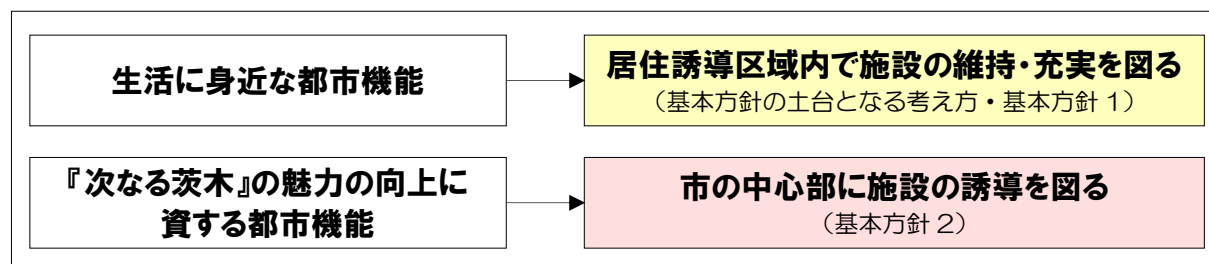 生活に身近な都市機能
居住誘導区域内で施設の維持・充実を図る
（基本方針の土台となる考え方・基本方針１）
『次なる茨木』の魅力の向上に
資する都市機能
市の中心部に施設の誘導を図る
（基本方針２）